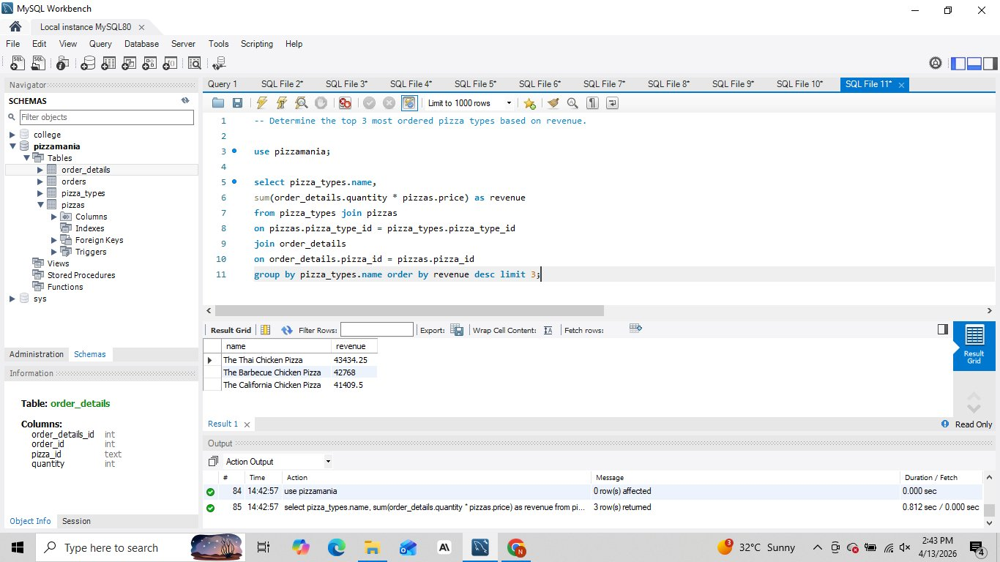 MySQL Workbench
Local instance MySQL80
File Edit View Query Database Server Tools Scripting Help
Navigator
SCHEMAS
Filter objects
college
pizzamania
Tables
order_details
orders
pizza_types
pizzas
Columns
Indexes
Foreign Keys
Triggers
Views
Stored Procedures
Functions
sys
Administration Schemas
Information
Table: order_details
Columns:
order_details_id int
order_id int
pizza_id text
quantity int
Object Info Session
Query 1 SQL File 2* SQL File 3* SQL File 4* SQL File 5* SQL File 6* SQL File 7* SQL File 8* SQL File 9* SQL File 10* SQL File 11*
Limit to 1000 rows
1 -- Determine the top 3 most ordered pizza types based on revenue.
2
3 use pizzamania;
4
5 select pizza_types.name,
6 sum(order_details.quantity * pizzas.price) as revenue
7 from pizza_types join pizzas
8 on pizzas.pizza_type_id = pizza_types.pizza_type_id
9 join order_details
10 on order_details.pizza_id = pizzas.pizza_id
11 group by pizza_types.name order by revenue desc limit 3;
Result Grid Filter Rows: Export: Wrap Cell Content: Fetch rows:
name revenue
The Thai Chicken Pizza 43434.25
The Barbecue Chicken Pizza 42768
The California Chicken Pizza 41409.5
Result Grid
Result 1
Read Only
Output
Action Output
# Time Action Message Duration / Fetch
84 14:42:57 use pizzamania 0 row(s) affected 0.000 sec
85 14:42:57 select pizza_types.name, sum(order_details.quantity * pizzas.price) as revenue from pi... 3 row(s) returned 0.812 sec / 0.000 sec
Type here to search
3
32°C Sunny
2:43 PM
4/13/2026
4